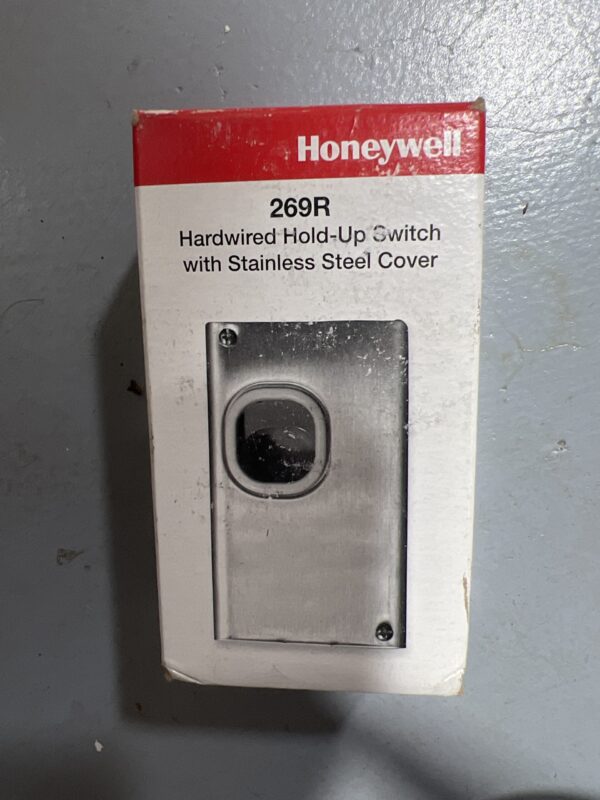 Honeywell
269R
Hardwired Hold-Up Switch
with Stainless Steel Cover